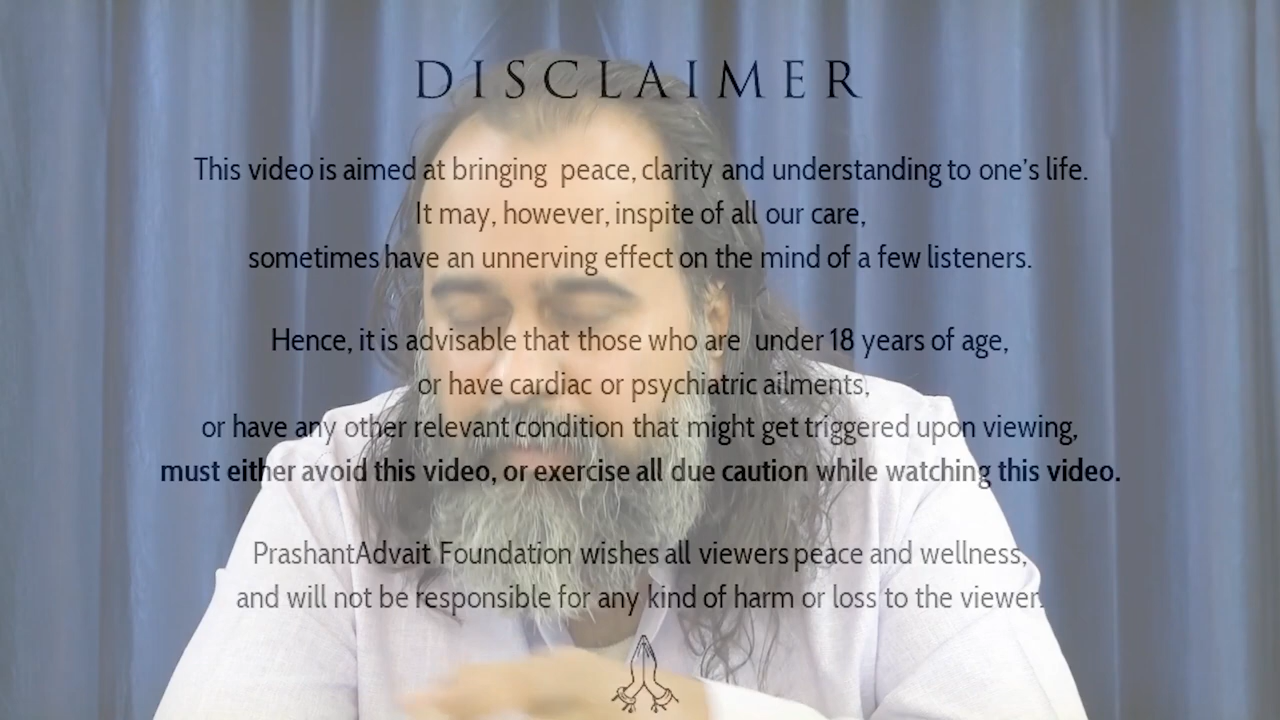 DISCLAIMER
This video is aimed at bringing peace, clarity and understanding to one's life.
It may, however, inspite of all our care,
sometimes have an unnerving effect on the mind of a few listeners.
Hence, it is advisable that those who are under 18 years of age,
or have cardiac or psychiatric ailments,
or have any other relevant condition that might get triggered upon viewing,
must either avoid this video, or exercise all due caution while watching this video.
PrashantAdvait Foundation wishes all viewers peace and wellness,
and will not be responsible for any kind of harm or loss to the viewer.